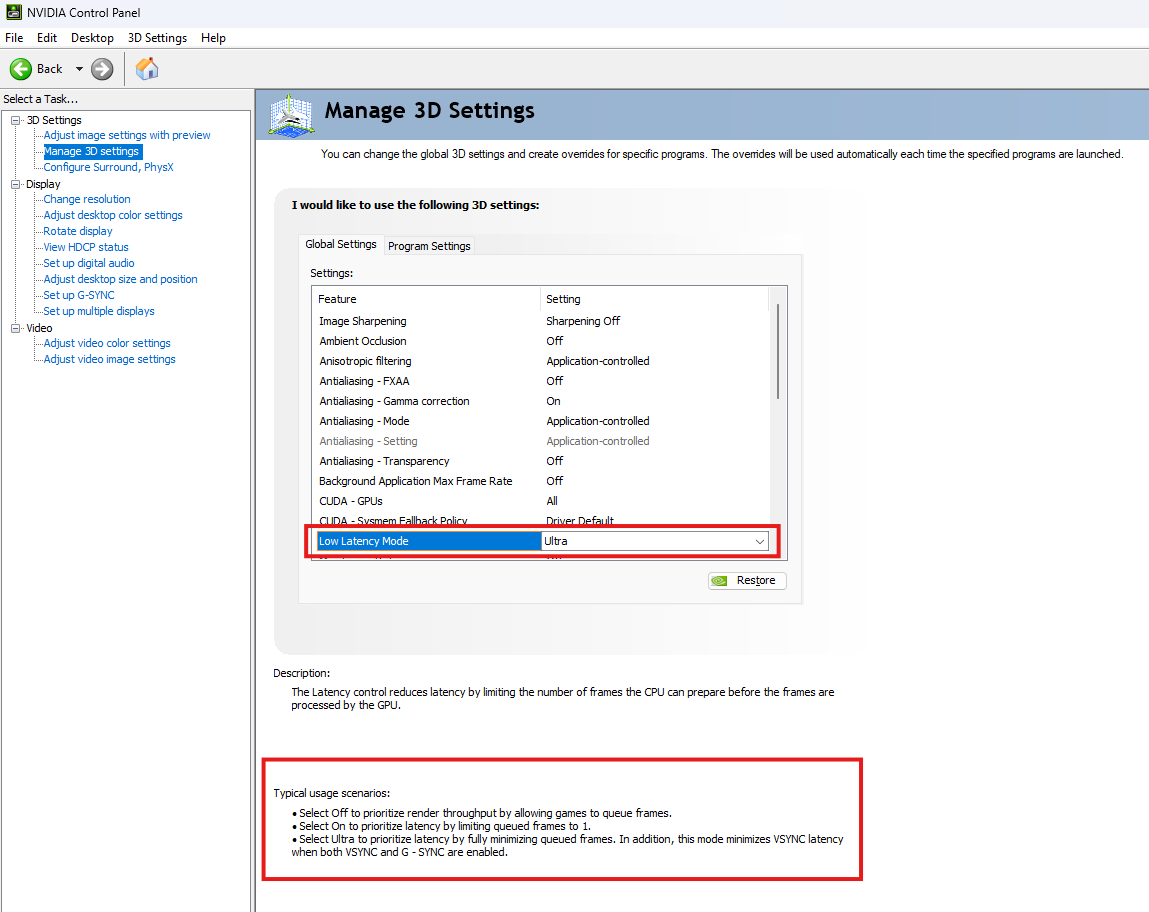 NVIDIA Control Panel
File Edit Desktop 3D Settings Help
Back
Select a Task...
3D Settings
Adjust image settings with preview
Manage 3D settings
Configure Surround, PhysX
Display
Change resolution
Adjust desktop color settings
Rotate display
View HDCP status
Set up digital audio
Adjust desktop size and position
Set up G-SYNC
Set up multiple displays
Video
Adjust video color settings
Adjust video image settings
Manage 3D Settings
You can change the global 3D settings and create overrides for specific programs. The overrides will be used automatically each time the specified programs are launched.
I would like to use the following 3D settings:
Global Settings Program Settings
Settings:
Feature Setting
Image Sharpening Sharpening Off
Ambient Occlusion Off
Anisotropic filtering Application-controlled
Antialiasing - FXAA Off
Antialiasing - Gamma correction On
Antialiasing - Mode Application-controlled
Antialiasing - Setting Application-controlled
Antialiasing - Transparency Off
Background Application Max Frame Rate Off
CUDA - GPUs All
CUDA - Sysmem Fallback Policy Driver Default
Low Latency Mode Ultra
Restore
Description:
The Latency control reduces latency by limiting the number of frames the CPU can prepare before the frames are
processed by the GPU.
Typical usage scenarios:
• Select Off to prioritize render throughput by allowing games to queue frames.
• Select On to prioritize latency by limiting queued frames to 1.
• Select Ultra to prioritize latency by fully minimizing queued frames. In addition, this mode minimizes VSYNC latency
when both VSYNC and G - SYNC are enabled.